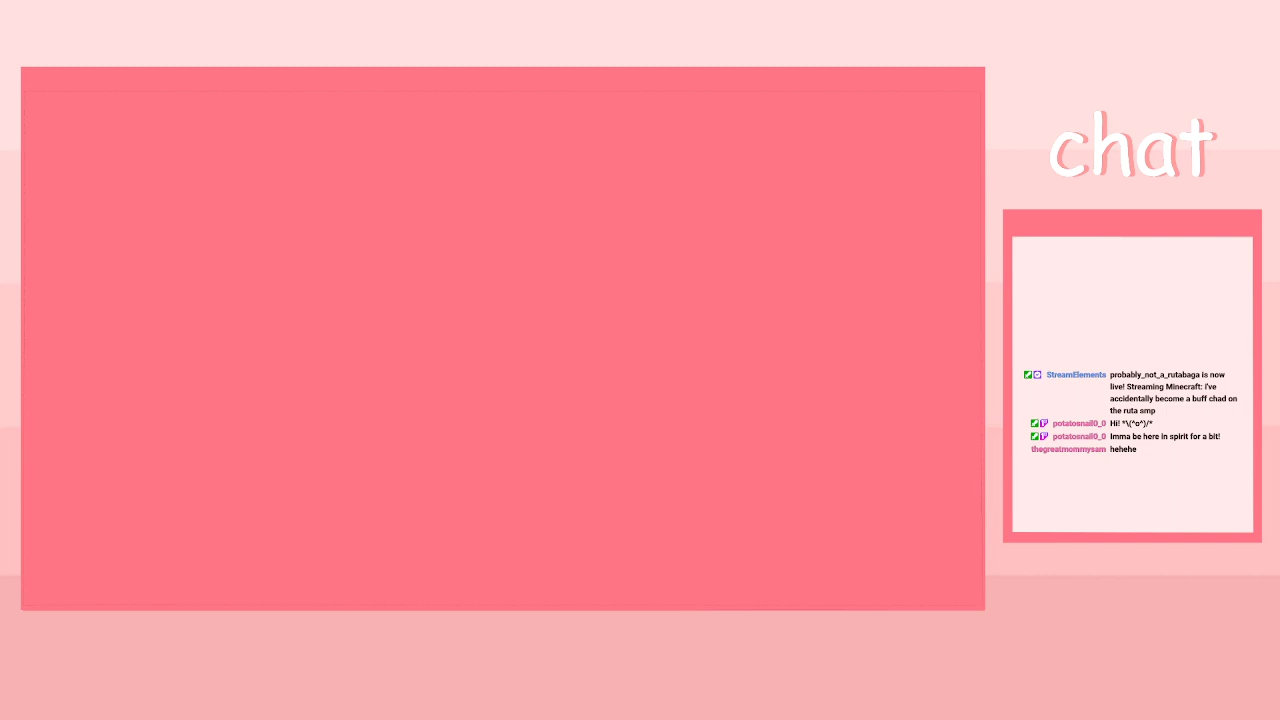 chat
StreamElements probably_not_a_rutabaga is now
live! Streaming Minecraft: i've
accidentally become a buff chad on
the ruta smp
potatosnail0_0 Hi! *\(^o^)/*
potatosnail0_0 Imma be here in spirit for a bit!
thegreatmommysam hehehe